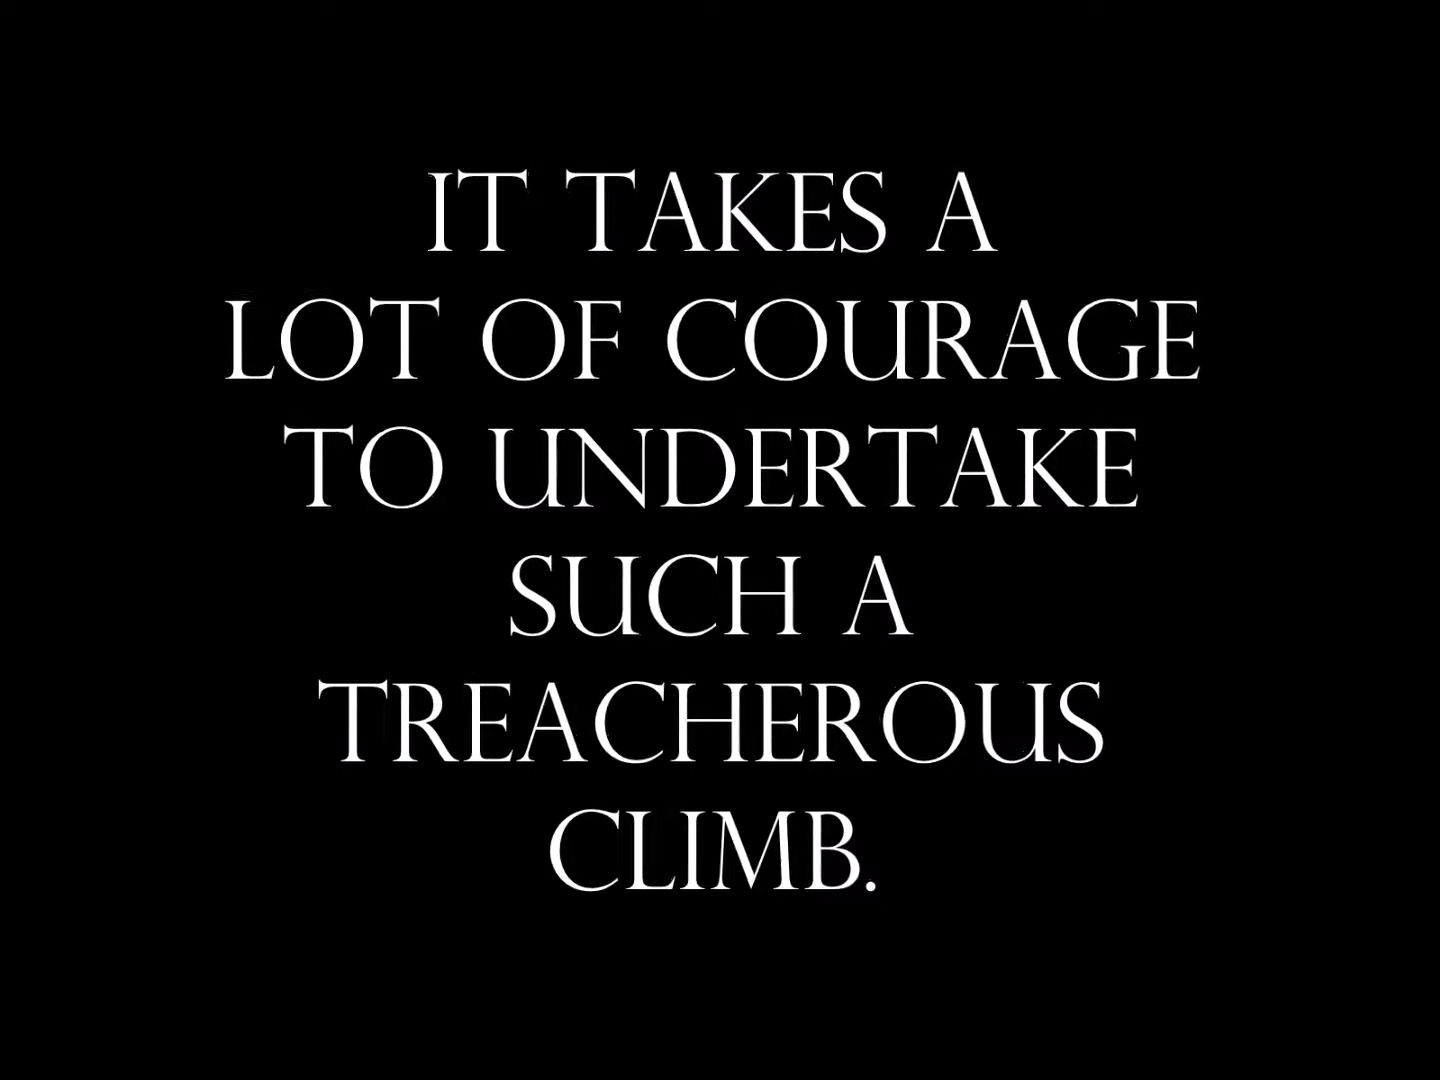 IT TAKES A
LOT OF COURAGE
TO UNDERTAKE
SUCH A
TREACHEROUS
CLIMB.